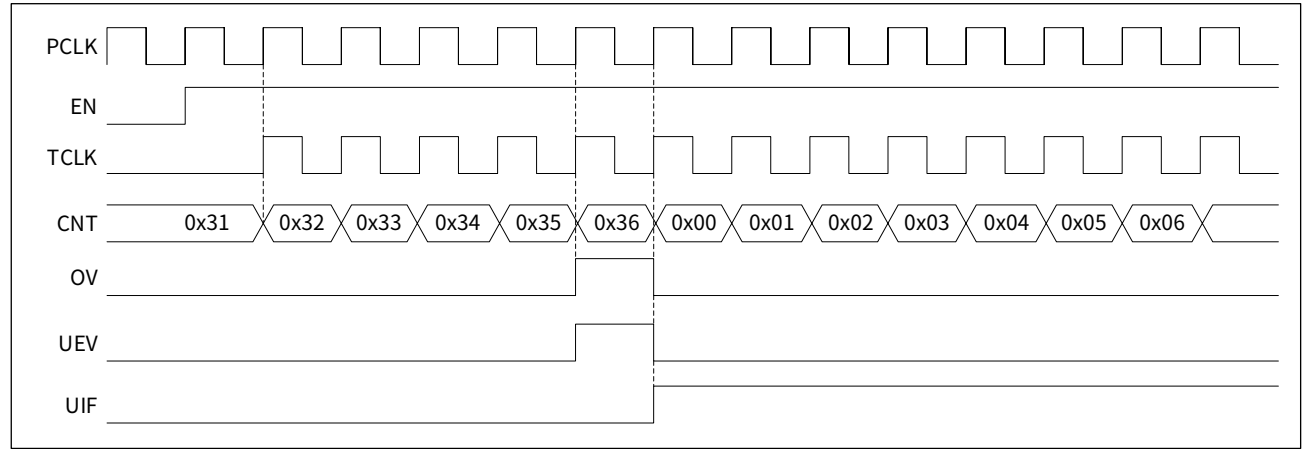 PCLK
EN
TCLK
CNT 0x31 0x32 0x33 0x34 0x35 0x36 0x00 0x01 0x02 0x03 0x04 0x05 0x06
OV
UEV
UIF